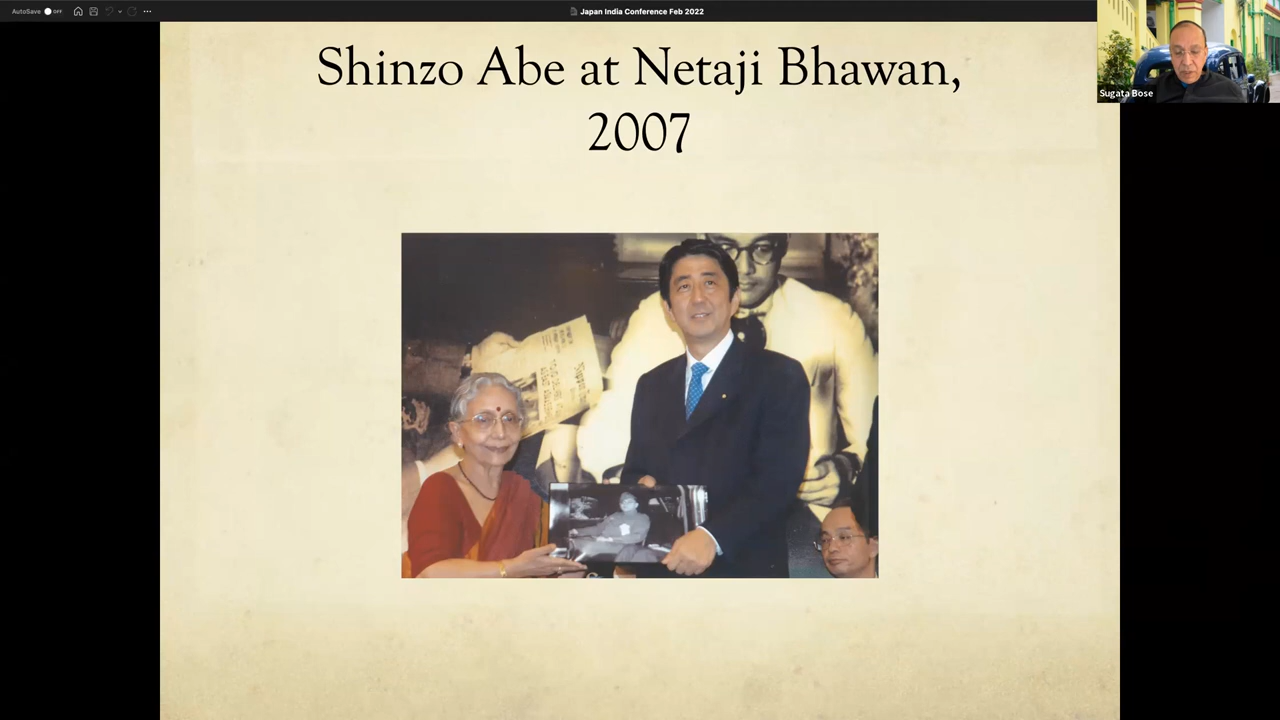 AutoSave OFF
Japan India Conference Feb 2022
Shinzo Abe at Netaji Bhawan,
2007
Sugata Bose